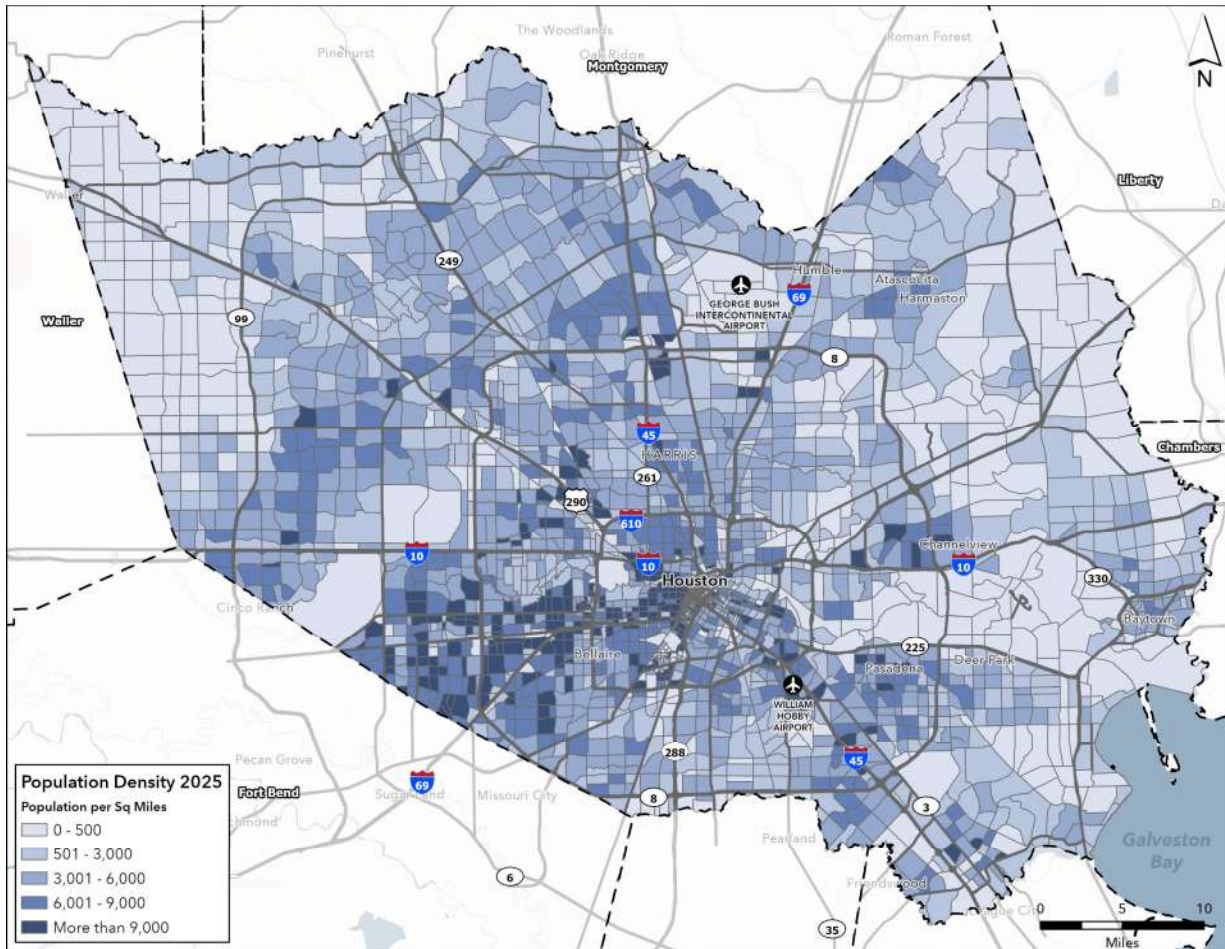 The Woodlands
Roman Forest
Pinehurst
Oak Ridge
Montgomery
N
Liberty
Waller
249
Humble
Atascocita
69
Harmaston
GEORGE BUSH
INTERCONTINENTAL
AIRPORT
Waller
99
8
45
HARRIS
Chambers
261
290
610
10
10
Channelview
10
Houston
330
Cinco Ranch
Baytown
Bellaire
225
Pasadena
Deer Park
WILLIAM
HOBBY
AIRPORT
288
45
Pecan Grove
69
Fort Bend
Sugar Land
Missouri City
8
3
Pearland
Galveston
Bay
6
Friendswood
League City
35
Population Density 2025
Population per Sq Miles
0 - 500
501 - 3,000
3,001 - 6,000
6,001 - 9,000
More than 9,000
0 5 10
Miles